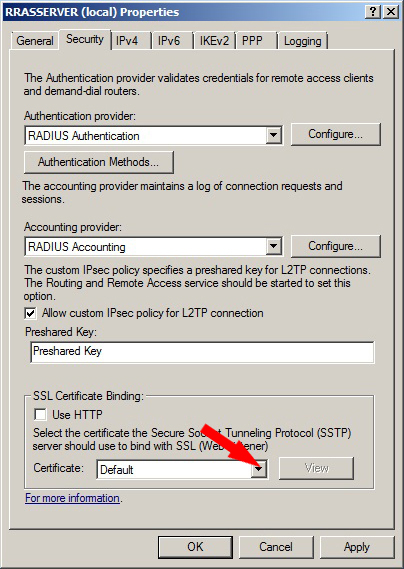 RRASSERVER (local) Properties
General Security IPv4 IPv6 IKEv2 PPP Logging
The Authentication provider validates credentials for remote access clients
and demand-dial routers.
Authentication provider:
RADIUS Authentication Configure...
Authentication Methods...
The accounting provider maintains a log of connection requests and
sessions.
Accounting provider:
RADIUS Accounting Configure...
The custom IPsec policy specifies a preshared key for L2TP connections.
The Routing and Remote Access service should be started to set this
option.
Allow custom IPsec policy for L2TP connection
Preshared Key:
Preshared Key
SSL Certificate Binding:
Use HTTP
Select the certificate the Secure Socket Tunneling Protocol (SSTP)
server should use to bind with SSL (Web
Certificate: Default View
For more information.
OK Cancel Apply